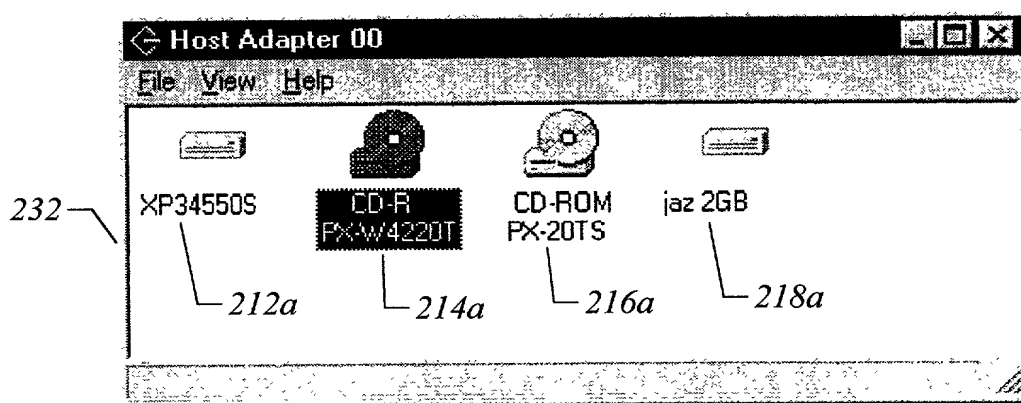 Host Adapter 00
File View Help
XP34550S
CD-R
PX-W4220T
CD-ROM
PX-20TS
jaz 2GB
232
212a
214a
216a
218a